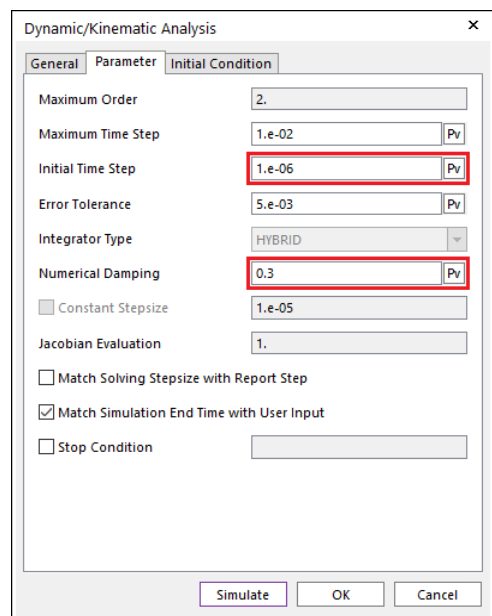 Dynamic/Kinematic Analysis ×
General Parameter Initial Condition
Maximum Order 2.
Maximum Time Step 1.e-02 Pv
Initial Time Step 1.e-06 Pv
Error Tolerance 5.e-03 Pv
Integrator Type HYBRID
Numerical Damping 0.3 Pv
Constant Stepsize 1.e-05
Jacobian Evaluation 1.
Match Solving Stepsize with Report Step
Match Simulation End Time with User Input
Stop Condition
Simulate OK Cancel